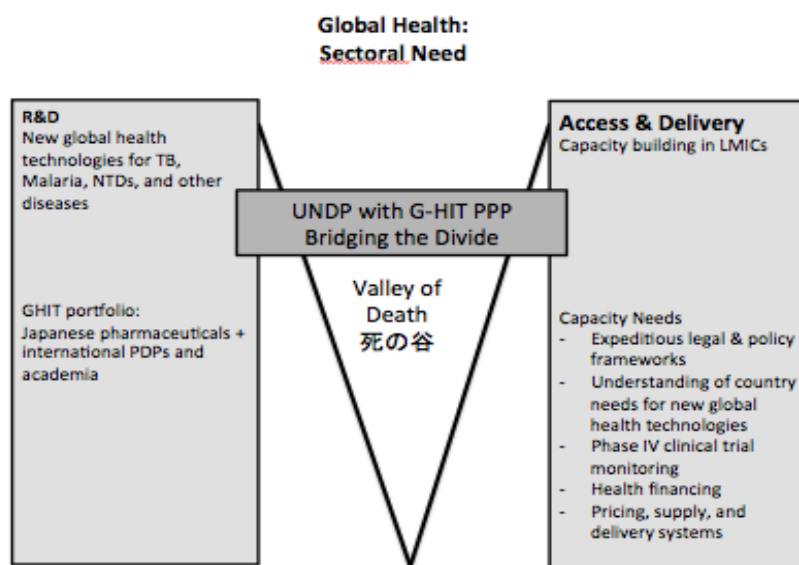 Global Health:
Sectoral Need
R&D
New global health
technologies for TB,
Malaria, NTDs, and other
diseases
GHIT portfolio:
Japanese pharmaceuticals +
international PDPs and
academia
UNDP with G-HIT PPP
Bridging the Divide
Valley of
Death
死の谷
Access & Delivery
Capacity building in LMICs
Capacity Needs
- Expeditious legal & policy
frameworks
- Understanding of country
needs for new global
health technologies
- Phase IV clinical trial
monitoring
- Health financing
- Pricing, supply, and
delivery systems